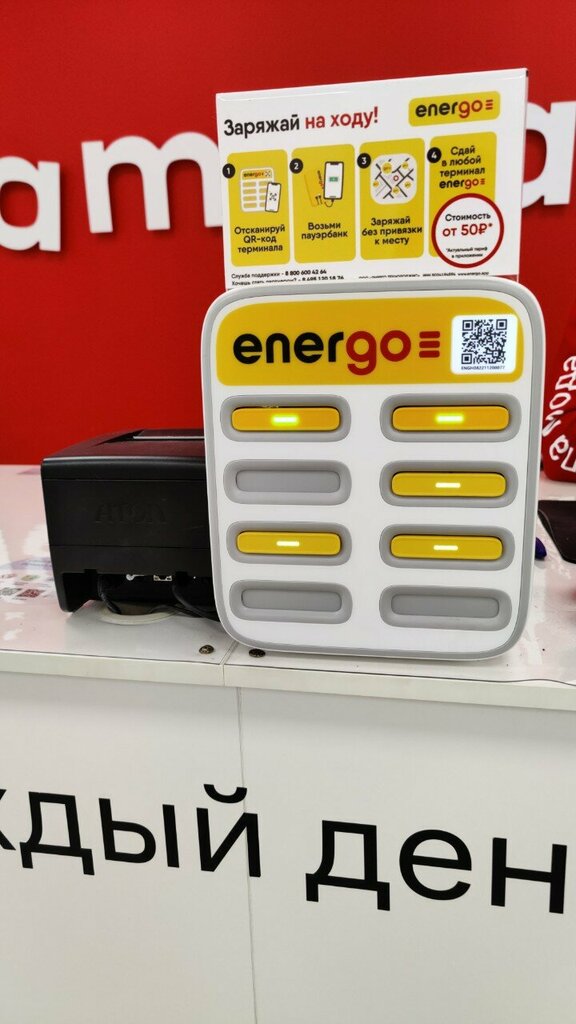 Заряжай на ходу!
energo
1
Отсканируй
QR-код
терминала
2
Возьми
пауэрбанк
3
Заряжай
без привязки
к месту
4
Сдай
в любой
терминал
energo
Стоимость
от 50₽*
*Актуальный тариф
в приложении
Служба поддержки - 8 800 600 42 64
energo
ATOL
ждый ден